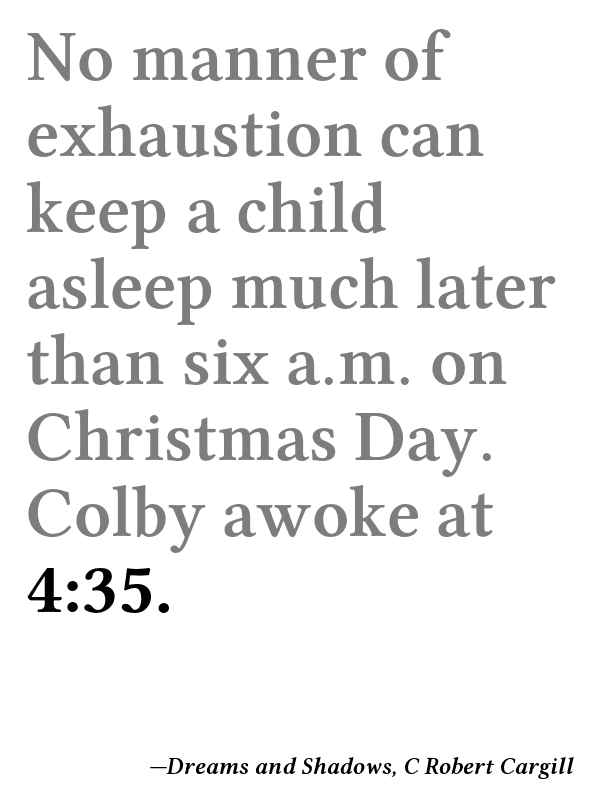 No manner of
exhaustion can
keep a child
asleep much later
than six a.m. on
Christmas Day.
Colby awoke at
4:35.
—Dreams and Shadows, C Robert Cargill